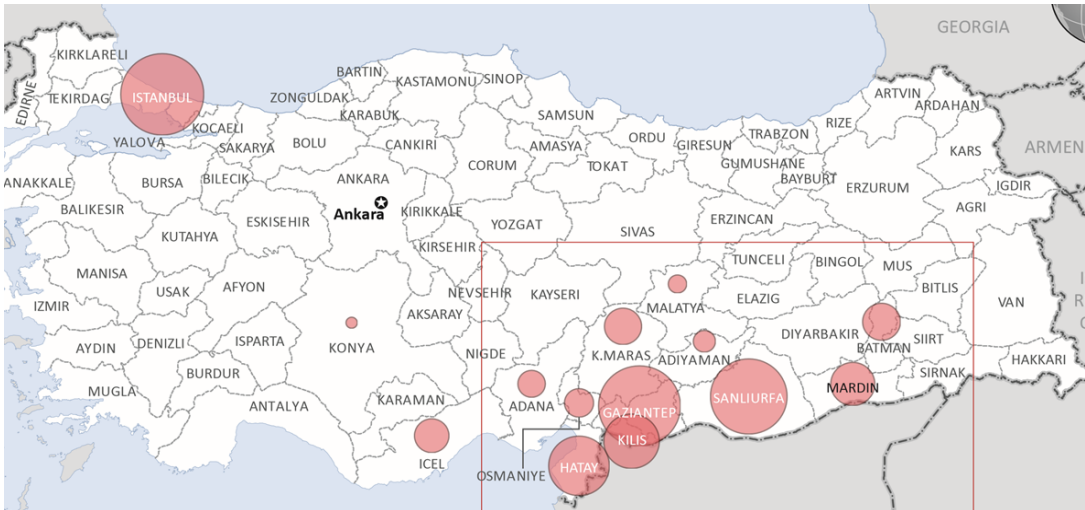 GEORGIA
KIRKLARELI
BARTIN
SINOP
KASTAMONU
EDIRNE
TEKIRDAG
ISTANBUL
ZONGULDAK
ARTVIN
ARDAHAN
KARABUK
SAMSUN
RIZE
KOCAELI
YALOVA
SAKARYA
BOLU
CANKIRI
AMASYA
ORDU
GIRESUN
TRABZON
ARMEN
KARS
CORUM
TOKAT
GUMUSHANE
BAYBURT
ANAKKALE
BURSA
BILECIK
ANKARA
ERZURUM
IGDIR
BALIKESIR
Ankara
KIRIKKALE
AGRI
ESKISEHIR
YOZGAT
ERZINCAN
KUTAHYA
SIVAS
KIRSEHIR
TUNCELI
BINGOL
MUS
MANISA
USAK
AFYON
NEVSEHIR
KAYSERI
ELAZIG
BITLIS
IZMIR
MALATYA
VAN
R
AKSARAY
DIYARBAKIR
AYDIN
DENIZLI
ISPARTA
KONYA
NIGDE
K.MARAS
ADIYAMAN
BATMAN
SIIRT
HAKKARI
BURDUR
SIRNAK
MUGLA
ANTALYA
KARAMAN
ADANA
GAZIANTEP
SANLIURFA
MARDIN
KILIS
ICEL
OSMANIYE
HATAY